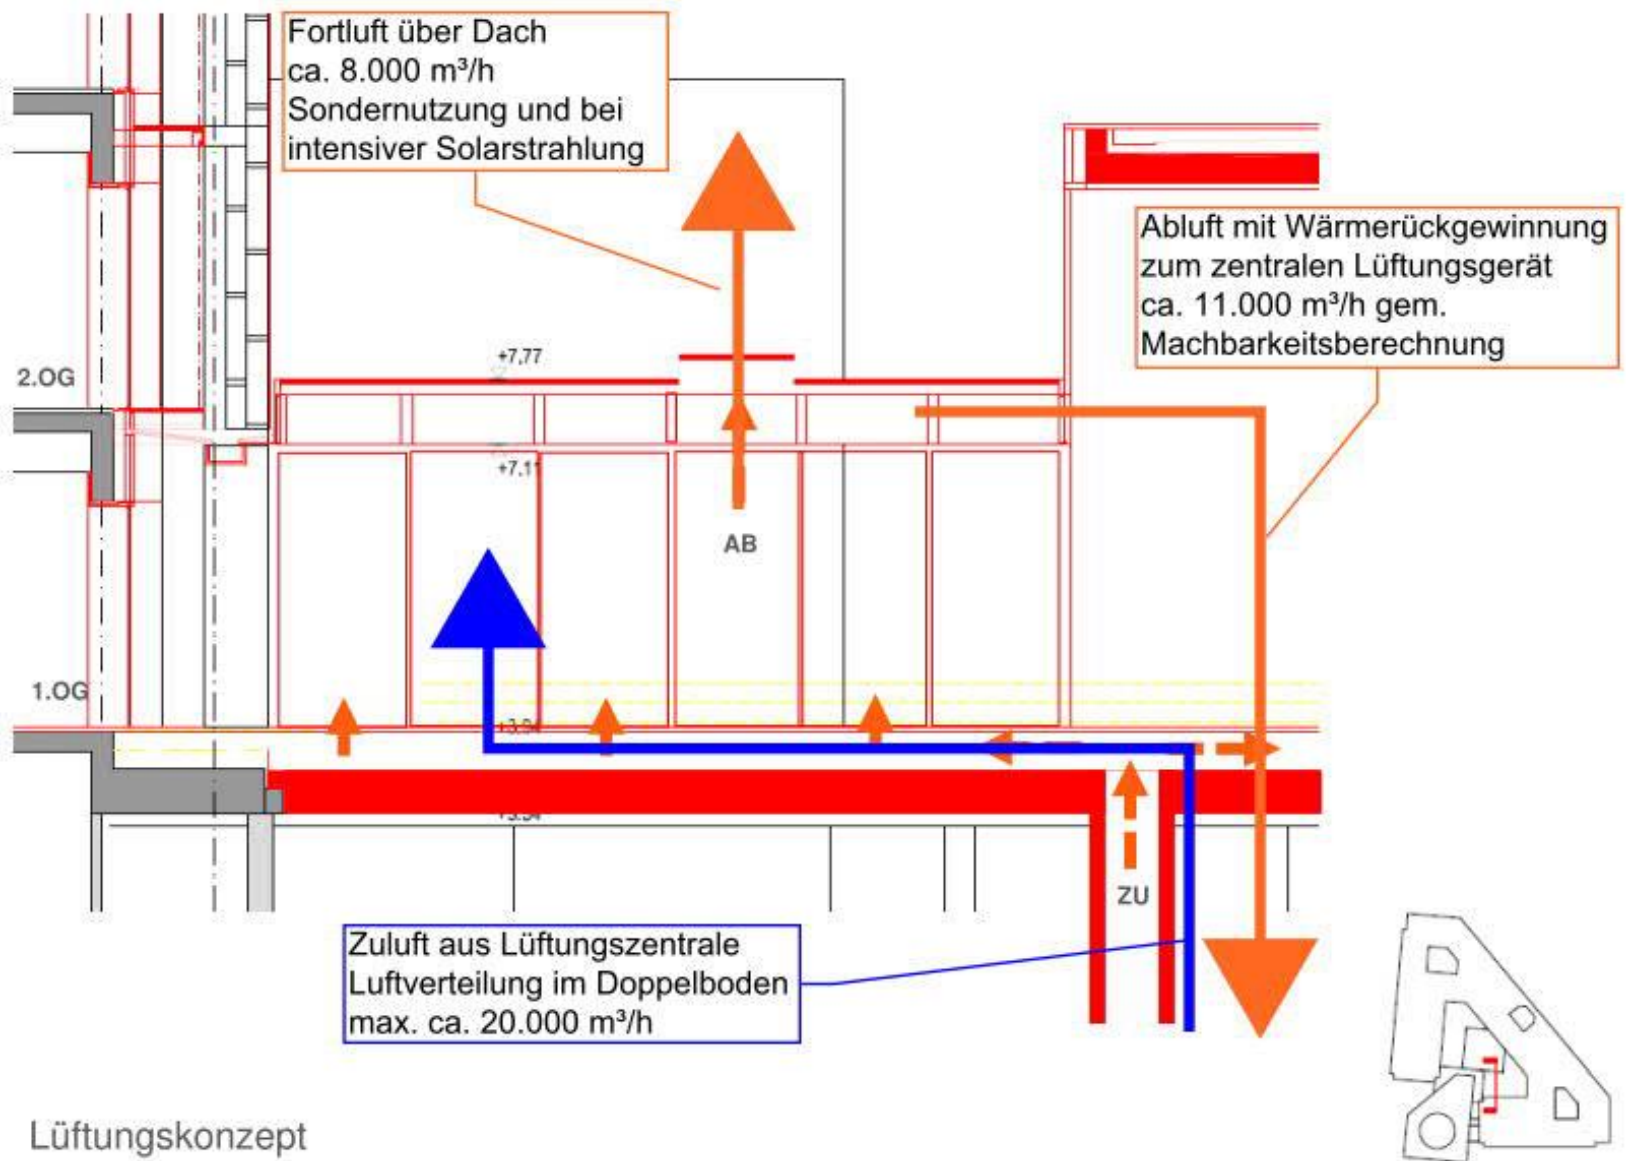 Fortluft über Dach
ca. 8.000 m³/h
Sondernutzung und bei
intensiver Solarstrahlung
Abluft mit Wärmerückgewinnung
zum zentralen Lüftungsgerät
ca. 11.000 m³/h gem.
Machbarkeitsberechnung
+7,77
2.OG
+7,11
AB
1.OG
ZU
Zuluft aus Lüftungszentrale
Luftverteilung im Doppelboden
max. ca. 20.000 m³/h
Lüftungskonzept